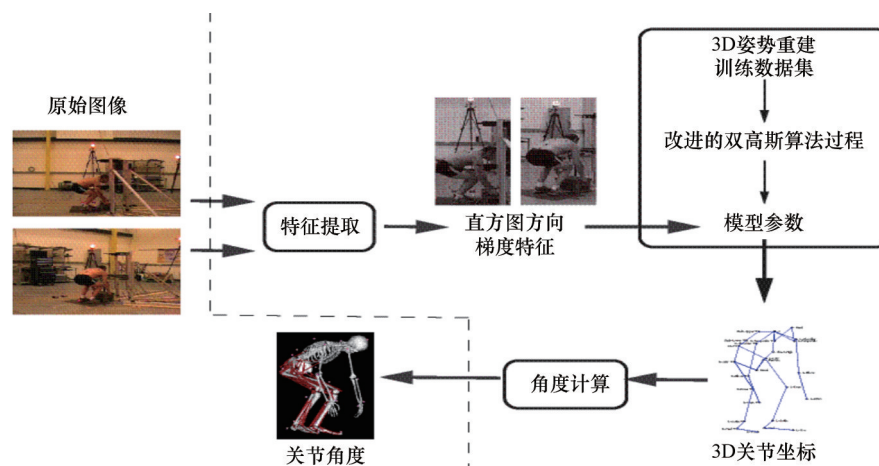 3D姿势重建
训练数据集
原始图像
改进的双高斯算法过程
特征提取
直方图方向
梯度特征
模型参数
角度计算
关节角度
3D关节坐标